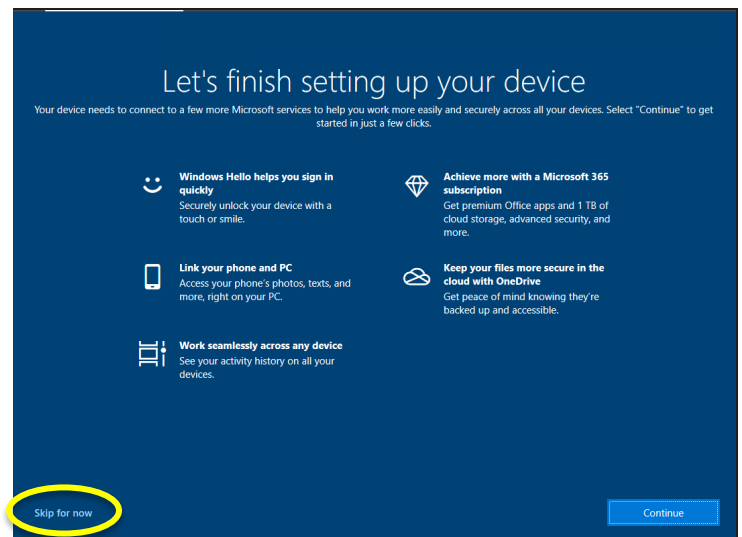 Let's finish setting up your device
Your device needs to connect to a few more Microsoft services to help you work more easily and securely across all your devices. Select "Continue" to get
started in just a few clicks.
Windows Hello helps you sign in
quickly
Securely unlock your device with a
touch or smile.
Link your phone and PC
Access your phone's photos, texts, and
more, right on your PC.
Work seamlessly across any device
See your activity history on all your
devices.
Achieve more with a Microsoft 365
subscription
Get premium Office apps and 1 TB of
cloud storage, advanced security, and
more.
Keep your files more secure in the
cloud with OneDrive
Get peace of mind knowing they're
backed up and accessible.
Skip for now
Continue